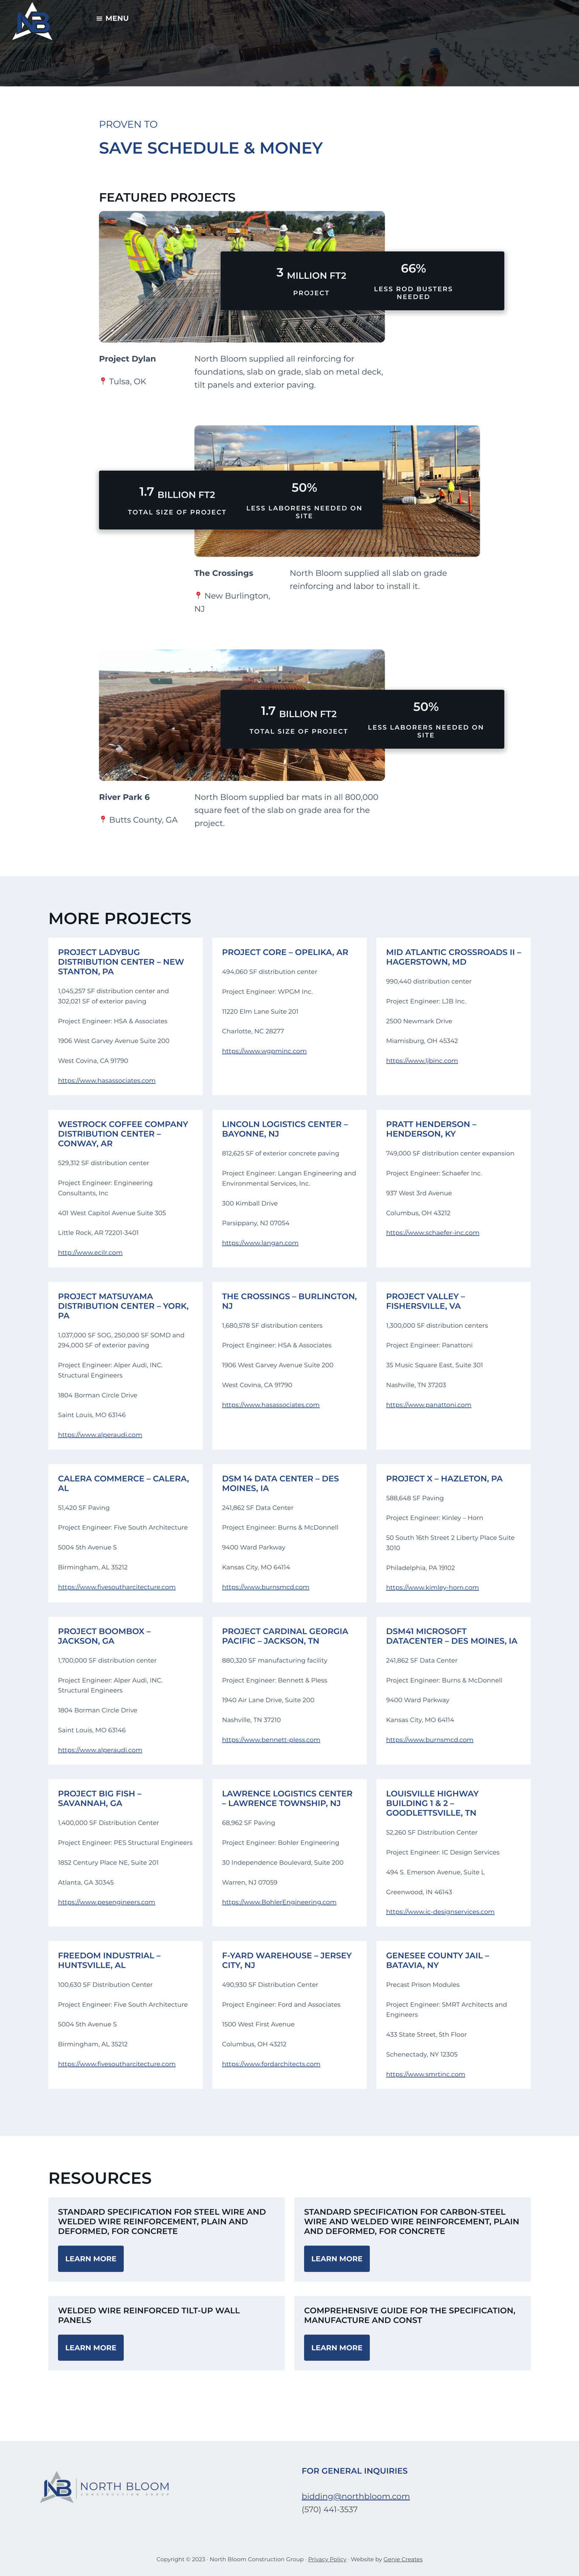 NB
MENU
PROVEN TO
SAVE SCHEDULE & MONEY
FEATURED PROJECTS
3 MILLION FT2
PROJECT
66%
LESS ROD BUSTERS
NEEDED
Project Dylan
📍 Tulsa, OK
North Bloom supplied all reinforcing for
foundations, slab on grade, slab on metal deck,
tilt panels and exterior paving.
1.7 BILLION FT2
TOTAL SIZE OF PROJECT
50%
LESS LABORERS NEEDED ON
SITE
The Crossings
📍 New Burlington,
NJ
North Bloom supplied all slab on grade
reinforcing and labor to install it.
1.7 BILLION FT2
TOTAL SIZE OF PROJECT
50%
LESS LABORERS NEEDED ON
SITE
River Park 6
📍 Butts County, GA
North Bloom supplied bar mats in all 800,000
square feet of the slab on grade area for the
project.
MORE PROJECTS
PROJECT LADYBUG
DISTRIBUTION CENTER – NEW
STANTON, PA
1,045,257 SF distribution center and
302,021 SF of exterior paving
Project Engineer: HSA & Associates
1906 West Garvey Avenue Suite 200
West Covina, CA 91790
https://www.hasassociates.com
PROJECT CORE – OPELIKA, AR
494,060 SF distribution center
Project Engineer: WPGM Inc.
11220 Elm Lane Suite 201
Charlotte, NC 28277
https://www.wgpminc.com
MID ATLANTIC CROSSROADS II –
HAGERSTOWN, MD
990,440 distribution center
Project Engineer: LJB Inc.
2500 Newmark Drive
Miamisburg, OH 45342
https://www.ljbinc.com
WESTROCK COFFEE COMPANY
DISTRIBUTION CENTER –
CONWAY, AR
529,312 SF distribution center
Project Engineer: Engineering
Consultants, Inc
401 West Capitol Avenue Suite 305
Little Rock, AR 72201-3401
http://www.ecilr.com
LINCOLN LOGISTICS CENTER –
BAYONNE, NJ
812,625 SF of exterior concrete paving
Project Engineer: Langan Engineering and
Environmental Services, Inc.
300 Kimball Drive
Parsippany, NJ 07054
https://www.langan.com
PRATT HENDERSON –
HENDERSON, KY
749,000 SF distribution center expansion
Project Engineer: Schaefer Inc.
937 West 3rd Avenue
Columbus, OH 43212
https://www.schaefer-inc.com
PROJECT MATSUYAMA
DISTRIBUTION CENTER – YORK,
PA
1,037,000 SF SOG, 250,000 SF SOMD and
294,000 SF of exterior paving
Project Engineer: Alper Audi, INC.
Structural Engineers
1804 Borman Circle Drive
Saint Louis, MO 63146
https://www.alperaudi.com
THE CROSSINGS – BURLINGTON,
NJ
1,680,578 SF distribution centers
Project Engineer: HSA & Associates
1906 West Garvey Avenue Suite 200
West Covina, CA 91790
https://www.hasassociates.com
PROJECT VALLEY –
FISHERSVILLE, VA
1,300,000 SF distribution centers
Project Engineer: Panattoni
35 Music Square East, Suite 301
Nashville, TN 37203
https://www.panattoni.com
CALERA COMMERCE – CALERA,
AL
51,420 SF Paving
Project Engineer: Five South Architecture
5004 5th Avenue S
Birmingham, AL 35212
https://www.fivesoutharcitecture.com
DSM 14 DATA CENTER – DES
MOINES, IA
241,862 SF Data Center
Project Engineer: Burns & McDonnell
9400 Ward Parkway
Kansas City, MO 64114
https://www.burnsmcd.com
PROJECT X – HAZLETON, PA
588,648 SF Paving
Project Engineer: Kinley – Horn
50 South 16th Street 2 Liberty Place Suite
3010
Philadelphia, PA 19102
https://www.kimley-horn.com
PROJECT BOOMBOX –
JACKSON, GA
1,700,000 SF distribution center
Project Engineer: Alper Audi, INC.
Structural Engineers
1804 Borman Circle Drive
Saint Louis, MO 63146
https://www.alperaudi.com
PROJECT CARDINAL GEORGIA
PACIFIC – JACKSON, TN
880,320 SF manufacturing facility
Project Engineer: Bennett & Pless
1940 Air Lane Drive, Suite 200
Nashville, TN 37210
https://www.bennett-pless.com
DSM41 MICROSOFT
DATACENTER – DES MOINES, IA
241,862 SF Data Center
Project Engineer: Burns & McDonnell
9400 Ward Parkway
Kansas City, MO 64114
https://www.burnsmcd.com
PROJECT BIG FISH –
SAVANNAH, GA
1,400,000 SF Distribution Center
Project Engineer: PES Structural Engineers
1852 Century Place NE, Suite 201
Atlanta, GA 30345
https://www.pesengineers.com
LAWRENCE LOGISTICS CENTER
– LAWRENCE TOWNSHIP, NJ
68,962 SF Paving
Project Engineer: Bohler Engineering
30 Independence Boulevard, Suite 200
Warren, NJ 07059
https://www.BohlerEngineering.com
LOUISVILLE HIGHWAY
BUILDING 1 & 2 –
GOODLETTSVILLE, TN
52,260 SF Distribution Center
Project Engineer: IC Design Services
494 S. Emerson Avenue, Suite L
Greenwood, IN 46143
https://www.ic-designservices.com
FREEDOM INDUSTRIAL –
HUNTSVILLE, AL
100,630 SF Distribution Center
Project Engineer: Five South Architecture
5004 5th Avenue S
Birmingham, AL 35212
https://www.fivesoutharcitecture.com
F-YARD WAREHOUSE – JERSEY
CITY, NJ
490,930 SF Distribution Center
Project Engineer: Ford and Associates
1500 West First Avenue
Columbus, OH 43212
https://www.fordarchitects.com
GENESEE COUNTY JAIL –
BATAVIA, NY
Precast Prison Modules
Project Engineer: SMRT Architects and
Engineers
433 State Street, 5th Floor
Schenectady, NY 12305
https://www.smrtinc.com
RESOURCES
STANDARD SPECIFICATION FOR STEEL WIRE AND
WELDED WIRE REINFORCEMENT, PLAIN AND
DEFORMED, FOR CONCRETE
LEARN MORE
STANDARD SPECIFICATION FOR CARBON-STEEL
WIRE AND WELDED WIRE REINFORCEMENT, PLAIN
AND DEFORMED, FOR CONCRETE
LEARN MORE
WELDED WIRE REINFORCED TILT-UP WALL
PANELS
LEARN MORE
COMPREHENSIVE GUIDE FOR THE SPECIFICATION,
MANUFACTURE AND CONST
LEARN MORE
NB NORTH BLOOM
CONSTRUCTION GROUP
FOR GENERAL INQUIRIES
bidding@northbloom.com
(570) 441-3537
Copyright © 2023 · North Bloom Construction Group · Privacy Policy · Website by Genie Creates